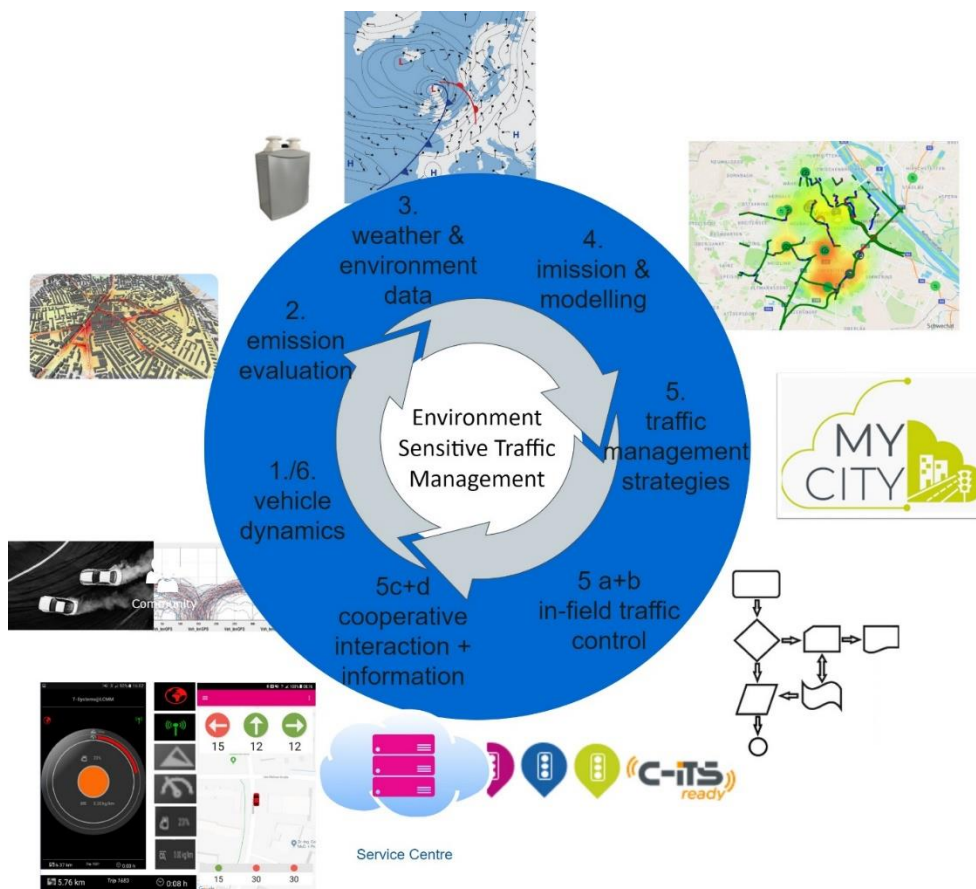 L
L
H
H
H
3.
weather &
environment
data
4.
imission &
modelling
2.
emission
evaluation
Environment
Sensitive Traffic
Management
5.
traffic
management
strategies
Schwechat
MY
CITY
1./6.
vehicle
dynamics
Community
5c+d
cooperative
interaction +
information
5 a+b
in-field traffic
control
15
12
12
23%
5.76 km
Trip 1683
0:08 h
15
30
30
C-iTS
ready
Service Centre